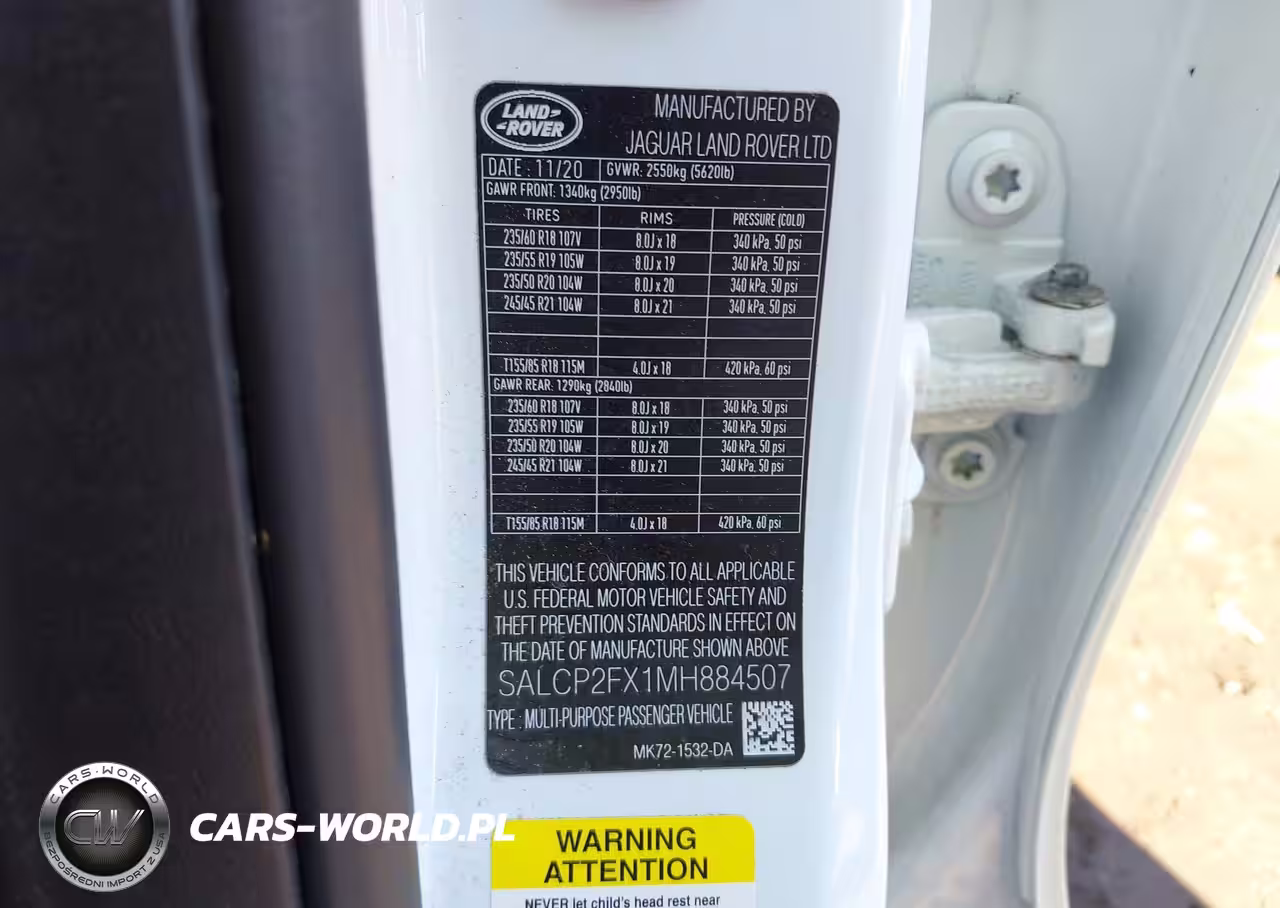 LAND
ROVER
MANUFACTURED BY
JAGUAR LAND ROVER LTD
DATE : 11/20 GVWR: 2550kg (5620lb)
GAWR FRONT: 1340kg (2950lb)
TIRES RIMS PRESSURE (COLD)
235/60 R18 107V 8.0J x 18 340 kPa, 50 psi
235/55 R19 105W 8.0J x 19 340 kPa, 50 psi
235/50 R20 104W 8.0J x 20 340 kPa, 50 psi
245/45 R21 104W 8.0J x 21 340 kPa, 50 psi
T155/85 R18 115M 4.0J x 18 420 kPa, 60 psi
GAWR REAR: 1290kg (2840lb)
235/60 R18 107V 8.0J x 18 340 kPa, 50 psi
235/55 R19 105W 8.0J x 19 340 kPa, 50 psi
235/50 R20 104W 8.0J x 20 340 kPa, 50 psi
245/45 R21 104W 8.0J x 21 340 kPa, 50 psi
T155/85 R18 115M 4.0J x 18 420 kPa, 60 psi
THIS VEHICLE CONFORMS TO ALL APPLICABLE
U.S. FEDERAL MOTOR VEHICLE SAFETY AND
THEFT PREVENTION STANDARDS IN EFFECT ON
THE DATE OF MANUFACTURE SHOWN ABOVE
SALCP2FX1MH884507
TYPE : MULTI-PURPOSE PASSENGER VEHICLE
MK72-1532-DA
WARNING
ATTENTION
NEVER let child's head rest near
CARS-WORLD
CW
BEZPOŚREDNI IMPORT Z USA
CARS-WORLD.PL